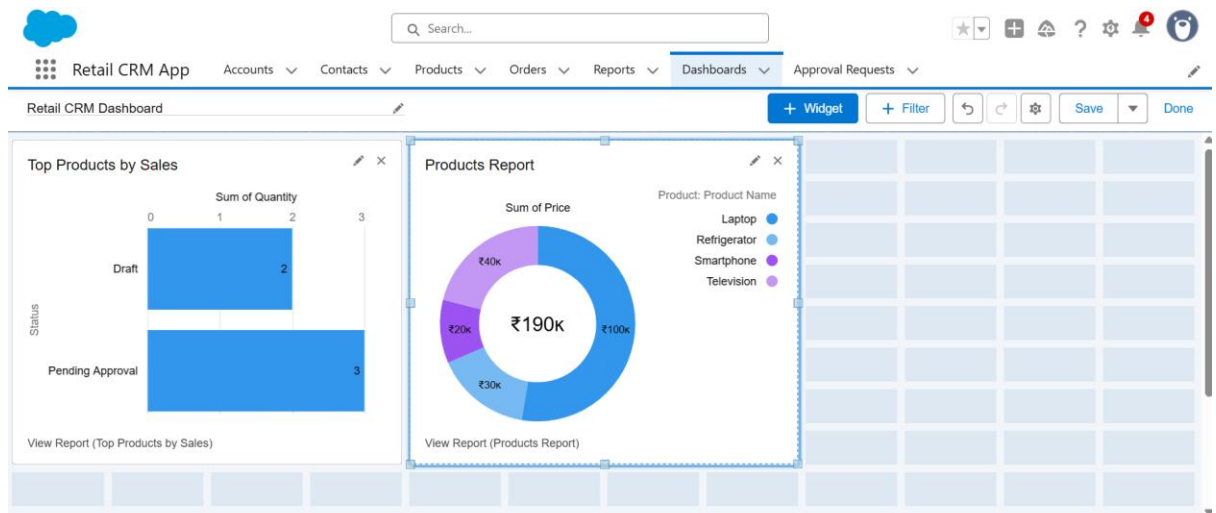 Search...
4
Retail CRM App Accounts Contacts Products Orders Reports Dashboards Approval Requests
Retail CRM Dashboard
+ Widget + Filter Save Done
Top Products by Sales
Sum of Quantity
0 1 2 3
Draft 2
Status
Pending Approval 3
View Report (Top Products by Sales)
Products Report
Product: Product Name
Sum of Price
Laptop
Refrigerator
Smartphone
Television
₹40K
₹20K ₹190K ₹100K
₹30K
View Report (Products Report)